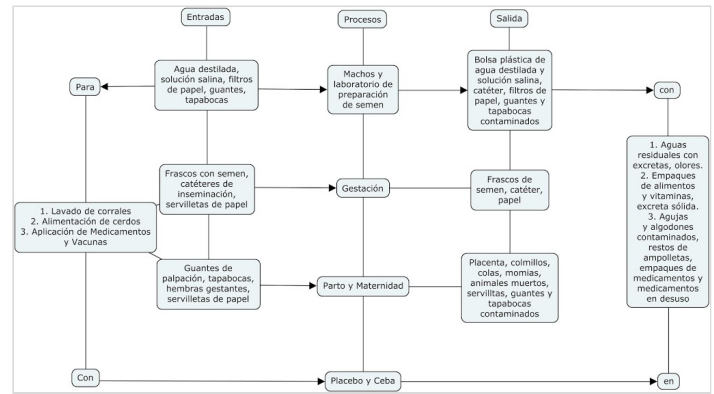 Entradas
Procesos
Salida
Para
Agua destilada,
solución salina, filtros
de papel, guantes,
tapabocas
Machos y
laboratorio de
preparación
de semen
Bolsa plástica de
agua destilada y
solución salina,
catéter, filtros de
papel, guantes y
tapabocas
contaminados
con
Frascos con semen,
catéteres de
inseminación,
servilletas de papel
Gestación
Frascos de
semen, catéter,
papel
1. Aguas
residuales con
excretas, olores.
2. Empaques
de alimentos
y vitaminas,
excreta sólida.
3. Agujas
y algodones
contaminados,
restos de
ampolletas,
empaques de
medicamentos y
medicamentos
en desuso
1. Lavado de corrales
2. Alimentación de cerdos
3. Aplicación de Medicamentos
y Vacunas
Guantes de
palpación, tapabocas,
hembras gestantes,
servilletas de papel
Parto y Maternidad
Placenta, colmillos,
colas, momias,
animales muertos,
servilltas, guantes y
tapabocas
contaminados
Con
Placebo y Ceba
en